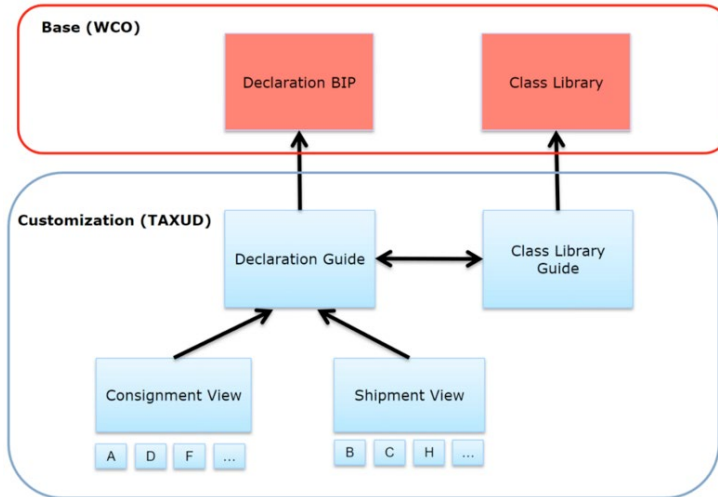 Base (WCO)
Declaration BIP
Class Library
Customization (TAXUD)
Declaration Guide
Class Library
Guide
Consignment View
Shipment View
A
D
F
...
B
C
H
...